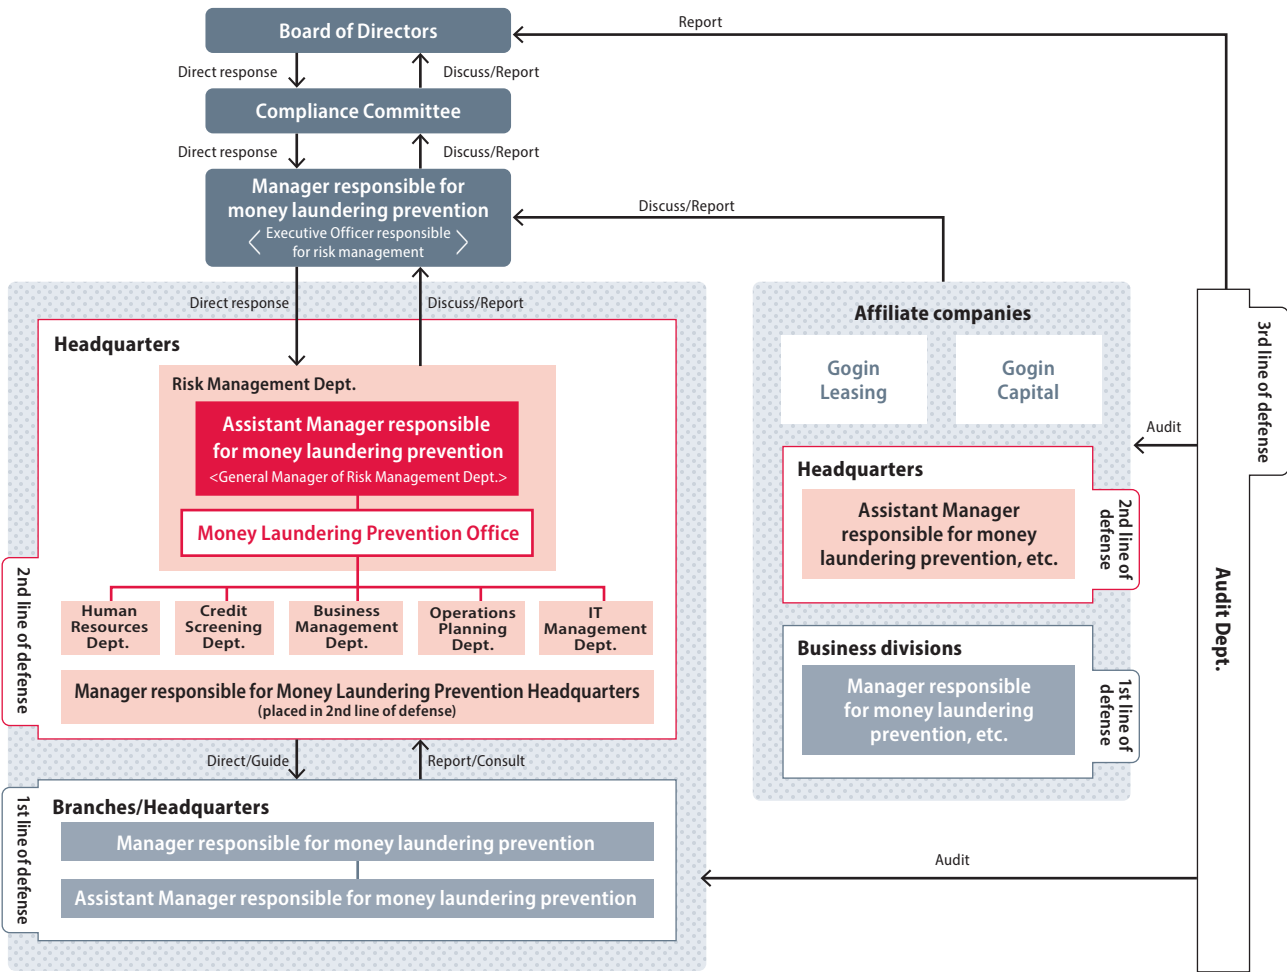 Board of Directors
Report
Direct response
Discuss/Report
Compliance Committee
Direct response
Discuss/Report
Manager responsible for
money laundering prevention
Executive Officer responsible
for risk management
Discuss/Report
Direct response
Discuss/Report
Headquarters
Risk Management Dept.
Assistant Manager responsible
for money laundering prevention
<General Manager of Risk Management Dept.>
Money Laundering Prevention Office
Human
Resources
Dept.
Credit
Screening
Dept.
Business
Management
Dept.
Operations
Planning
Dept.
IT
Management
Dept.
Manager responsible for Money Laundering Prevention Headquarters
(placed in 2nd line of defense)
2nd line of defense
Direct/Guide
Report/Consult
Branches/Headquarters
Manager responsible for money laundering prevention
Assistant Manager responsible for money laundering prevention
1st line of defense
Affiliate companies
Gogin
Leasing
Gogin
Capital
Headquarters
Assistant Manager
responsible for money
laundering prevention, etc.
2nd line of
defense
Business divisions
Manager responsible
for money laundering
prevention, etc.
1st line of
defense
Audit
Audit
Audit Dept.
3rd line of defense